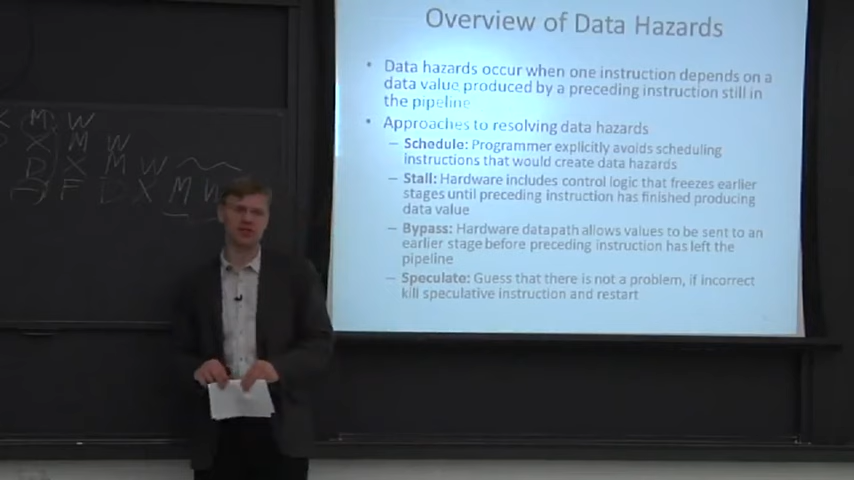 Overview of Data Hazards
• Data hazards occur when one instruction depends on a
data value produced by a preceding instruction still in
the pipeline
• Approaches to resolving data hazards
– Schedule: Programmer explicitly avoids scheduling
instructions that would create data hazards
– Stall: Hardware includes control logic that freezes earlier
stages until preceding instruction has finished producing
data value
– Bypass: Hardware datapath allows values to be sent to an
earlier stage before preceding instruction has left the
pipeline
– Speculate: Guess that there is not a problem, if incorrect
kill speculative instruction and restart
X M W
X M W
D X M W
F D X M W